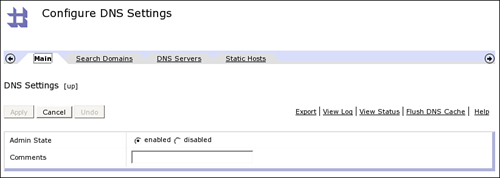 Configure DNS Settings
Main Search Domains DNS Servers Static Hosts
DNS Settings [up]
Apply Cancel Undo Export | View Log | View Status | Flush DNS Cache | Help
Admin State enabled disabled
Comments